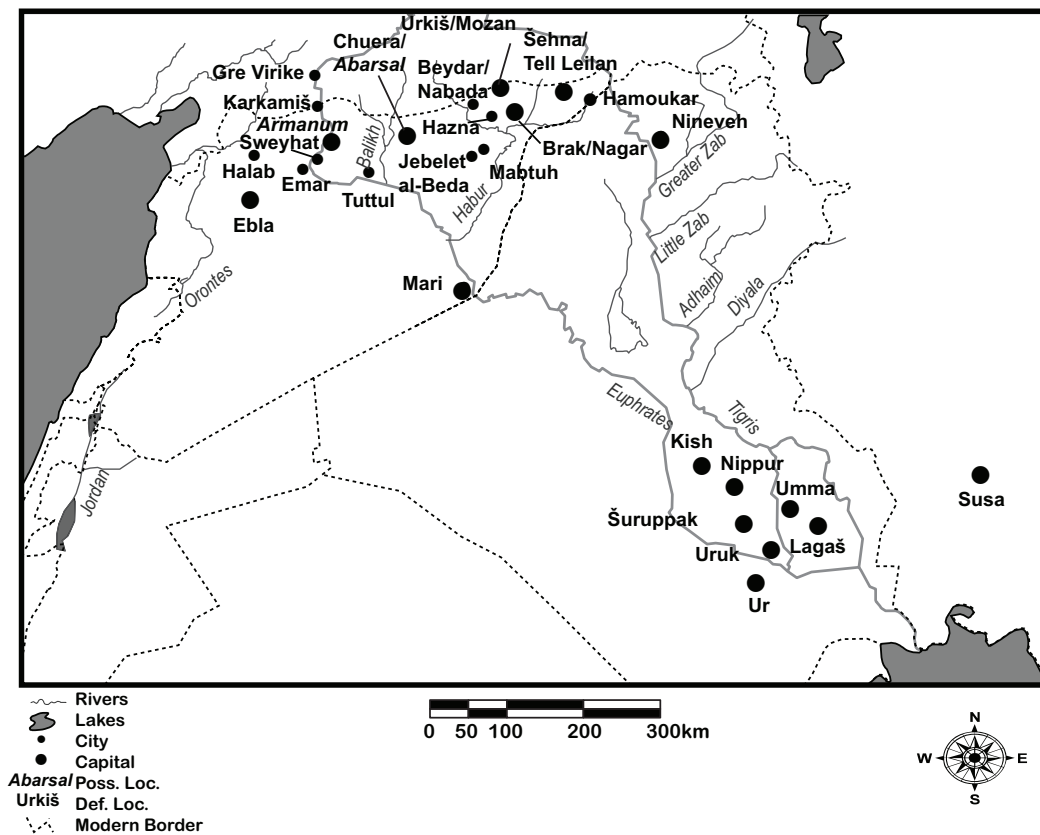 Urkiš/Mozan
Chuera/
Abarsal
Šehna/
Tell Leilan
Beydar/
Nabada
Gre Virike
Karkamiš
Armanum
Sweyhat
Hamoukar
Hazna
Nineveh
Brak/Nagar
Halab
Emar
Balikh
Tuttul
Jebelet
al-Beda
Mabtuh
Habur
Greater Zab
Little Zab
Ebla
Orontes
Mari
Adhaim
Diyala
Euphrates
Tigris
Kish
Nippur
Umma
Susa
Jordan
Šuruppak
Uruk
Lagaš
Ur
Rivers
Lakes
City
Capital
Abarsal Poss. Loc.
Urkiš Def. Loc.
Modern Border
0 50 100 200 300km
N
W E
S